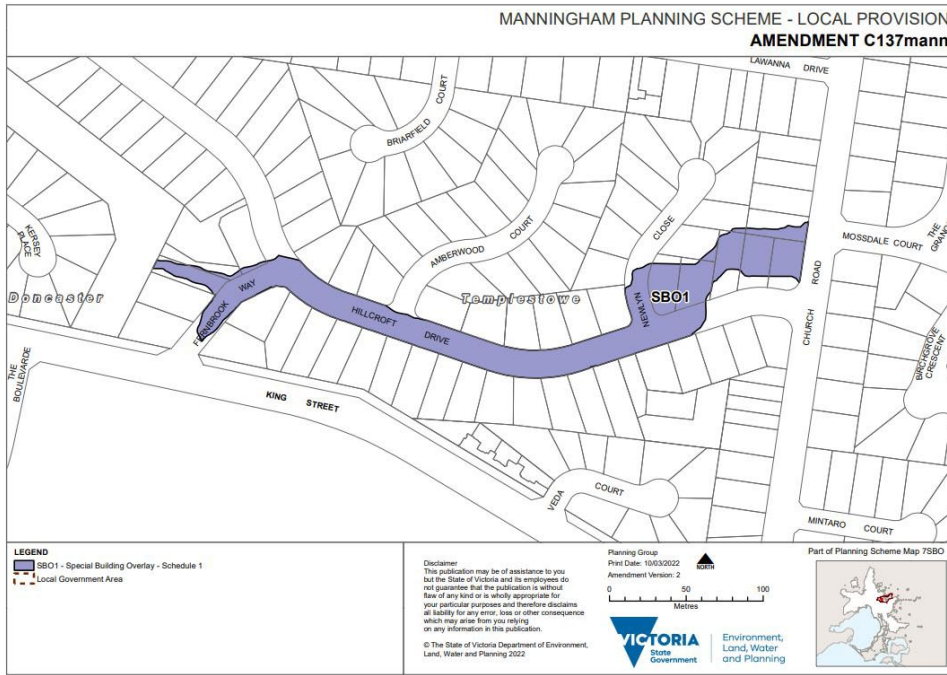 MANNINGHAM PLANNING SCHEME - LOCAL PROVISION
AMENDMENT C137mann
LAWANNA DRIVE
BRIARFIELD COURT
KERSEY PLACE
AMBERWOOD COURT
CLOSE
MOSSDALE COURT
THE GRANG
Doncaster
FERNBROOK WAY
Templestowe
NEWLYN
SBO1
ROAD
HILLCROFT DRIVE
CHURCH
BIRCHGROVE CRESCENT
THE BOULEVARDE
KING STREET
VEDA COURT
MINTARO COURT
LEGEND
SBO1 - Special Building Overlay - Schedule 1
Local Government Area
Disclaimer
This publication may be of assistance to you
but the State of Victoria and its employees do
not guarantee that the publication is without
flaw of any kind or is wholly appropriate for
your particular purposes and therefore disclaims
all liability for any error, loss or other consequence
which may arise from you relying
on any information in this publication.
© The State of Victoria Department of Environment,
Land, Water and Planning 2022
Planning Group
Print Date: 10/03/2022
Amendment Version: 2
NORTH
0 50 100
Metres
VICTORIA
State
Government
Environment,
Land, Water
and Planning
Part of Planning Scheme Map 7SBO